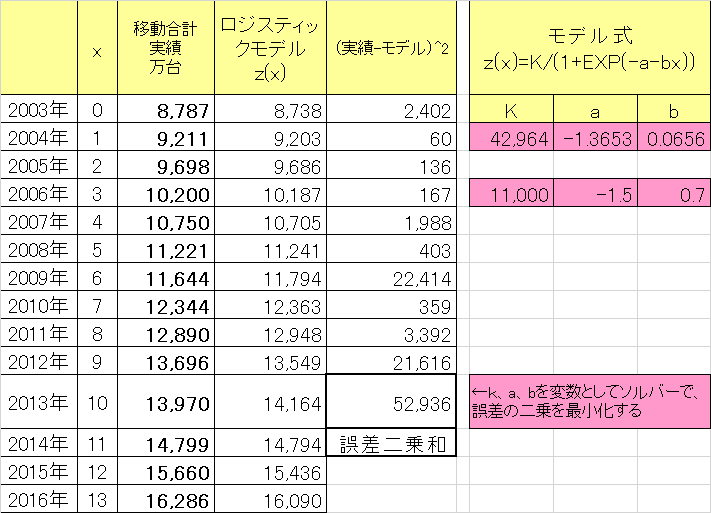 x 移動合計 実績 万台 ロジスティックモデル z(x) (実績-モデル)^2 モデル式 z(x)=K/(1+EXP(-a-bx))
2003年 0 8,787 8,738 2,402 K a b
2004年 1 9,211 9,203 60 42,964 -1.3653 0.0656
2005年 2 9,698 9,686 136
2006年 3 10,200 10,187 167 11,000 -1.5 0.7
2007年 4 10,750 10,705 1,988
2008年 5 11,221 11,241 403
2009年 6 11,644 11,794 22,414
2010年 7 12,344 12,363 359
2011年 8 12,890 12,948 3,392
2012年 9 13,696 13,549 21,616
2013年 10 13,970 14,164 52,936 ←k、a、bを変数としてソルバーで、
誤差の二乗を最小化する
2014年 11 14,799 14,794 誤差二乗和
2015年 12 15,660 15,436
2016年 13 16,286 16,090